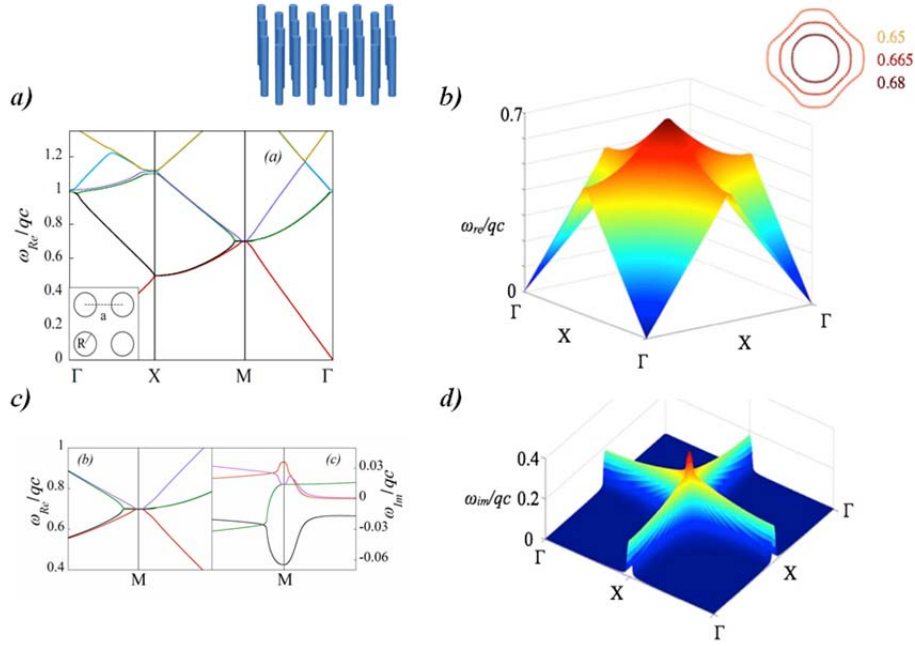 a)
(a)
ω_Re/qc
1.2
1
0.8
0.6
0.4
0.2
0
a
R
Γ X M Γ
b)
0.65
0.665
0.68
0.7
ω_re/qc
0
Γ
X
Γ
X
Γ
c)
(b)
(c)
ω_Re/qc
1
0.8
0.6
0.4
M
0.03
0
-0.03
-0.06
ω_Im/qc
M
d)
0.4
ω_im/qc
0.2
0
Γ
X
Γ
X
Γ